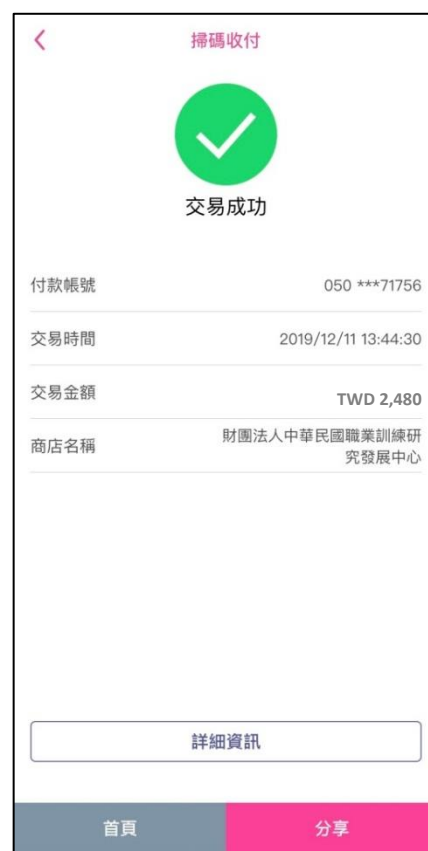 掃碼收付
交易成功
付款帳號 050 ***71756
交易時間 2019/12/11 13:44:30
交易金額 TWD 2,480
商店名稱 財團法人中華民國職業訓練研
究發展中心
詳細資訊
首頁 分享